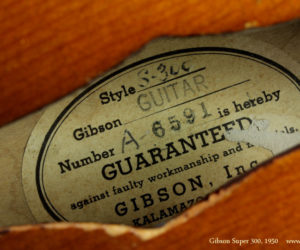 Style S-300
GUITAR
Gibson
Number A-6591 is hereby
GUARANTEED
against faulty workmanship and
GIBSON, Inc.
KALAMAZOO
Gibson Super 300, 1950 www.